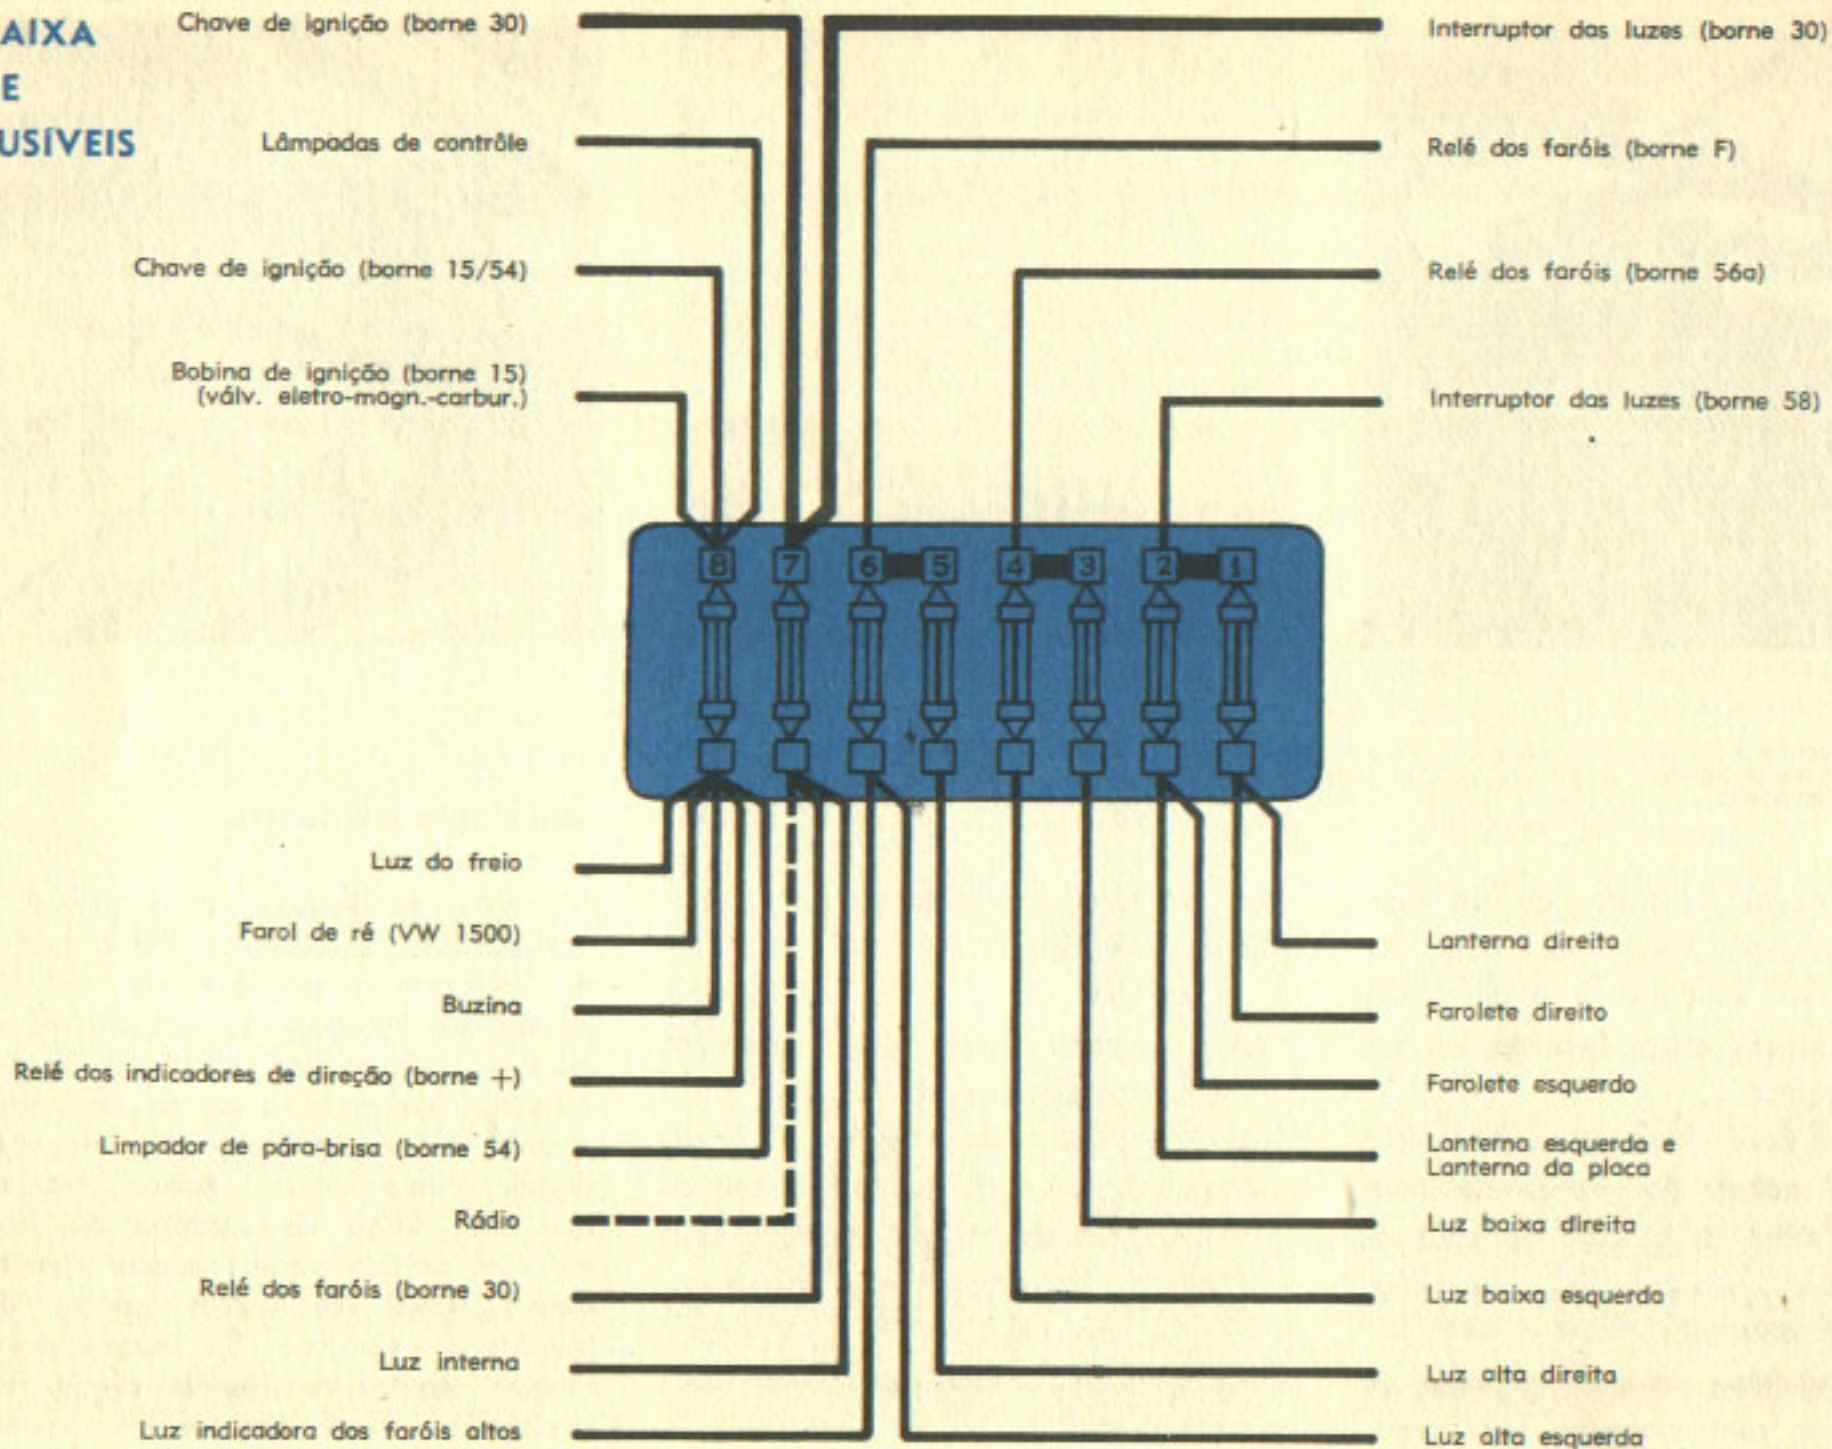 AIXA
E
USÍVEIS
Chave de ignição (borne 30)
Lâmpadas de contrôle
Chave de ignição (borne 15/54)
Bobina de ignição (borne 15)
(válv. eletro-magn.-carbur.)
Interruptor das luzes (borne 30)
Relé dos faróis (borne F)
Relé dos faróis (borne 56a)
Interruptor das luzes (borne 58)
8 7 6 5 4 3 2 1
Luz do freio
Farol de ré (VW 1500)
Buzina
Relé dos indicadores de direção (borne +)
Limpador de pára-brisa (borne 54)
Rádio
Relé dos faróis (borne 30)
Luz interna
Luz indicadora dos faróis altos
Lanterna direita
Farolete direito
Farolete esquerdo
Lanterna esquerda e
Lanterna da placa
Luz baixa direita
Luz baixa esquerda
Luz alta direita
Luz alta esquerda